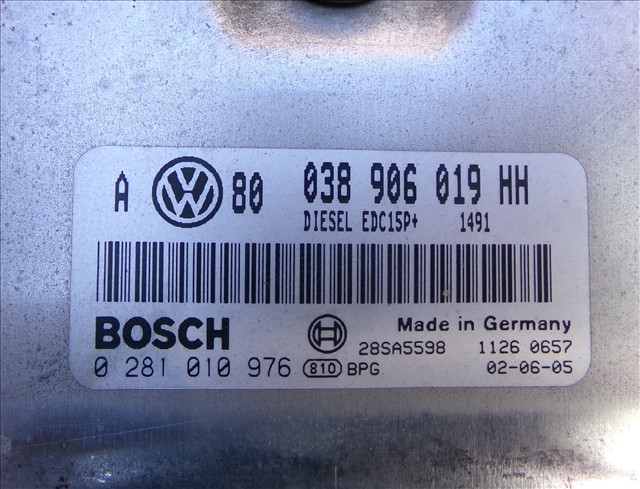 A VW 80 038 906 019 HH
DIESEL EDC15P+ 1491
BOSCH Made in Germany
28SA5598 1126 0657
0 281 010 976 810 BPG 02-06-05